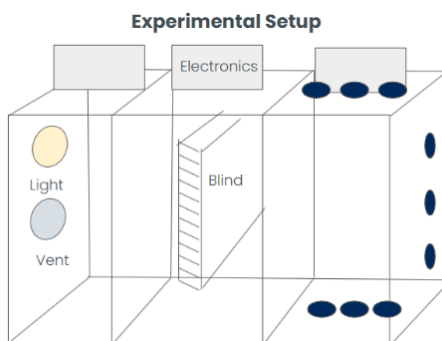 Experimental Setup
Electronics
Light
Blind
Vent